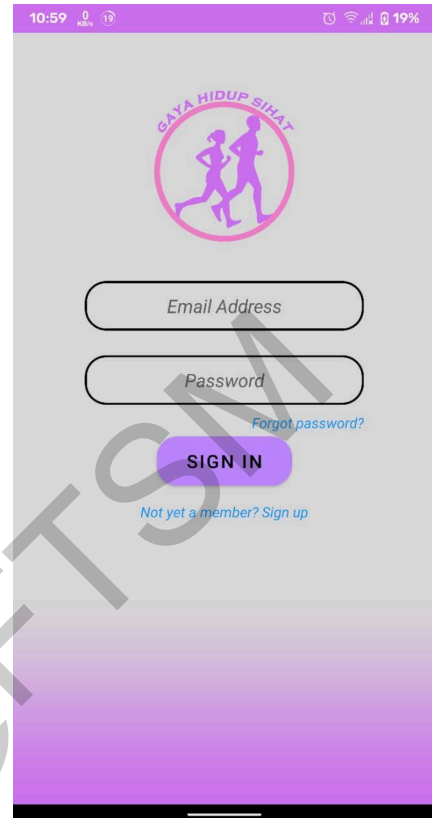 10:59 0 KB/s 19 19%
GAYA HIDUP SIHAT
Email Address
Password
Forgot password?
SIGN IN
Not yet a member? Sign up
FTSM